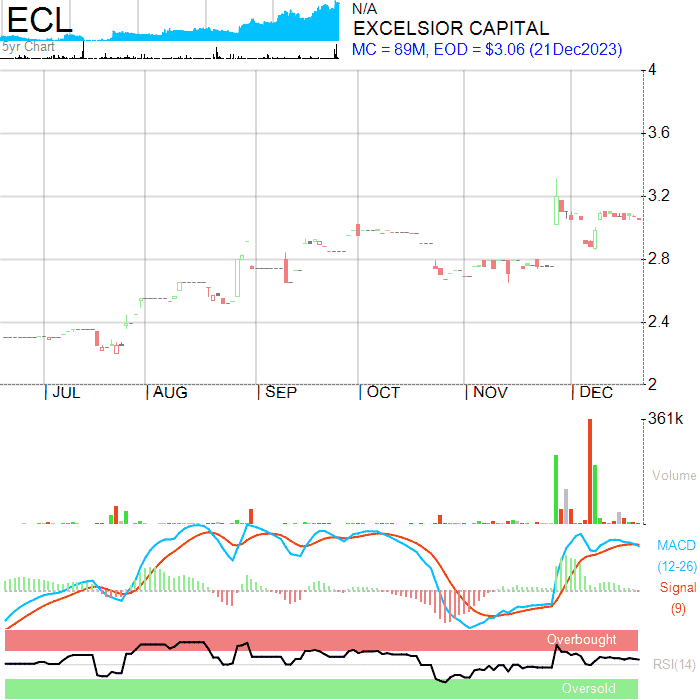 ECL
N/A
EXCELSIOR CAPITAL
5yr Chart
MC = 89M, EOD = $3.06 (21Dec2023)
4
3.6
3.2
2.8
2.4
2
JUL
AUG
SEP
OCT
NOV
DEC
361k
Volume
MACD
(12-26)
Signal
(9)
Overbought
RSI(14)
Oversold